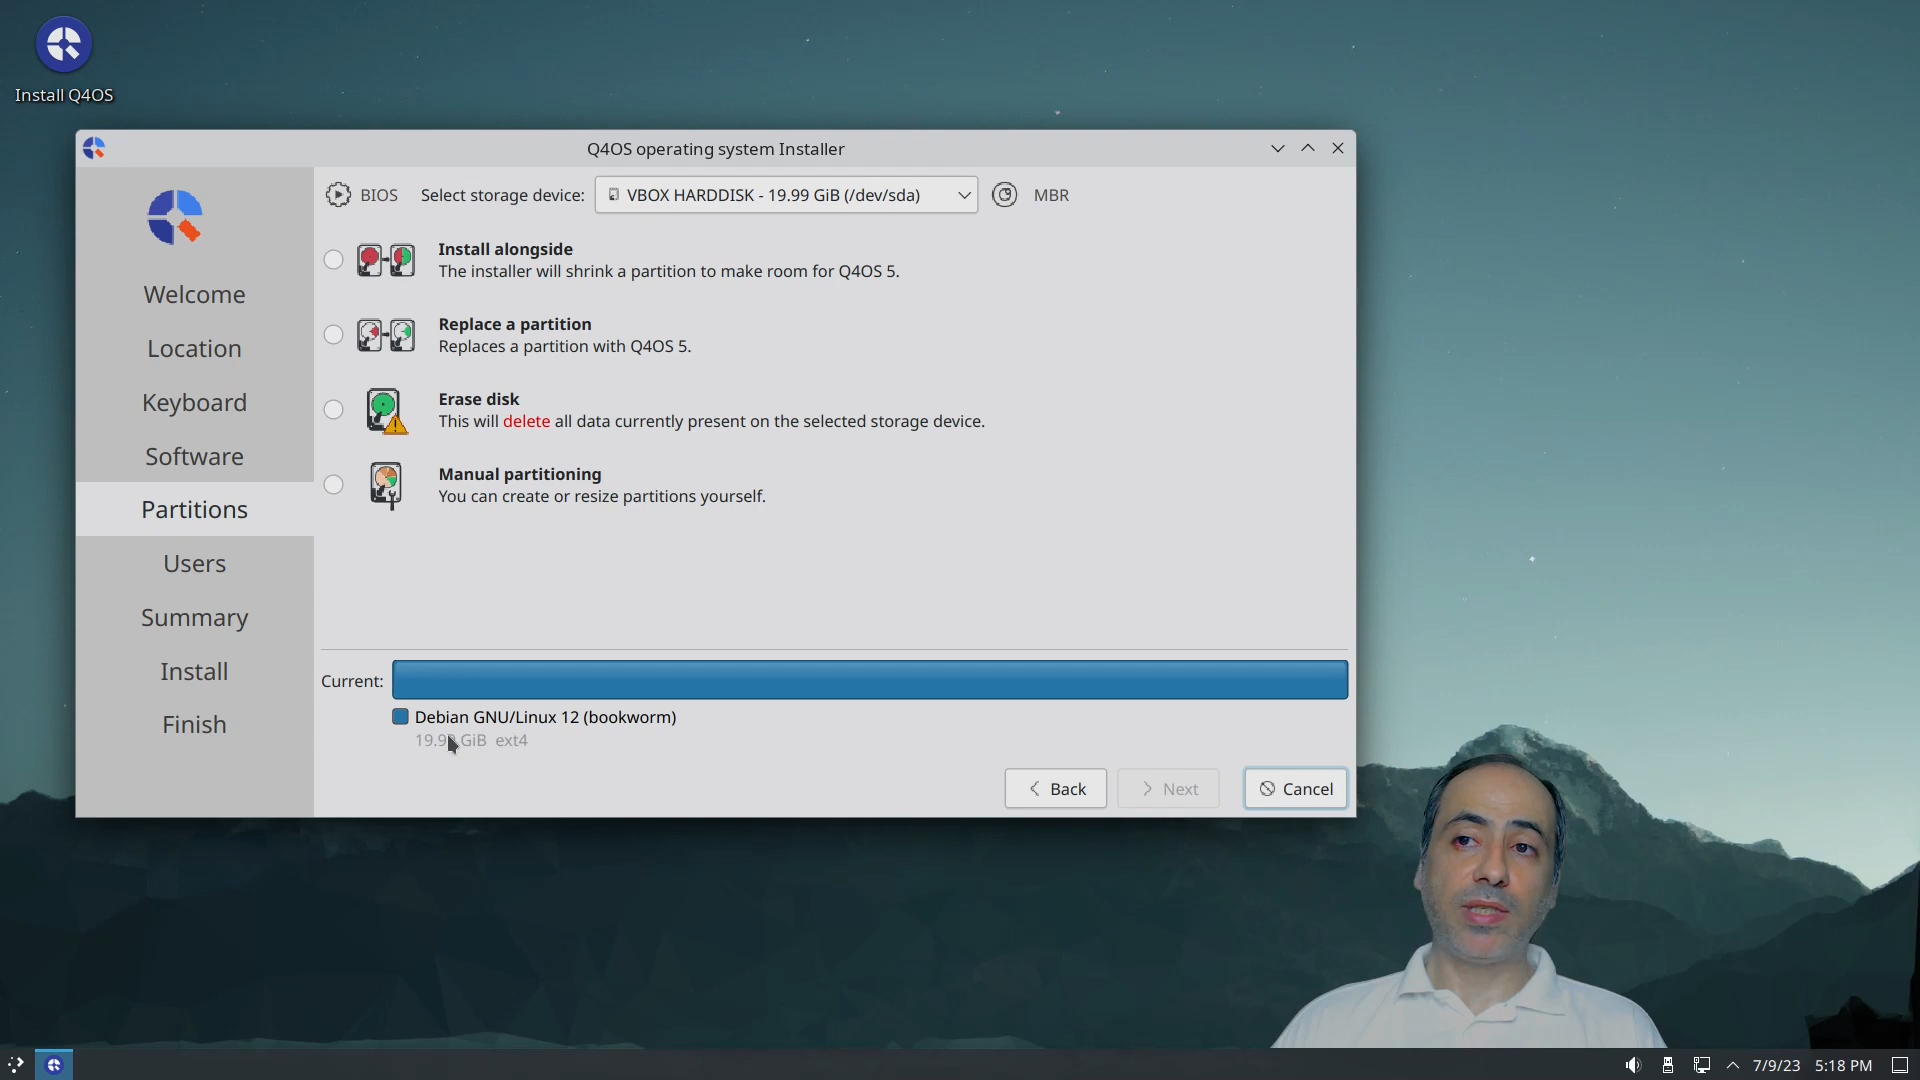 Install Q4OS
Q4OS operating system Installer
BIOS
Select storage device:
VBOX HARDDISK - 19.99 GiB (/dev/sda)
MBR
Welcome
Location
Keyboard
Software
Partitions
Users
Summary
Install
Finish
Install alongside
The installer will shrink a partition to make room for Q4OS 5.
Replace a partition
Replaces a partition with Q4OS 5.
Erase disk
This will delete all data currently present on the selected storage device.
Manual partitioning
You can create or resize partitions yourself.
Current:
Debian GNU/Linux 12 (bookworm)
19.99 GiB ext4
Back
Next
Cancel
7/9/23
5:18 PM